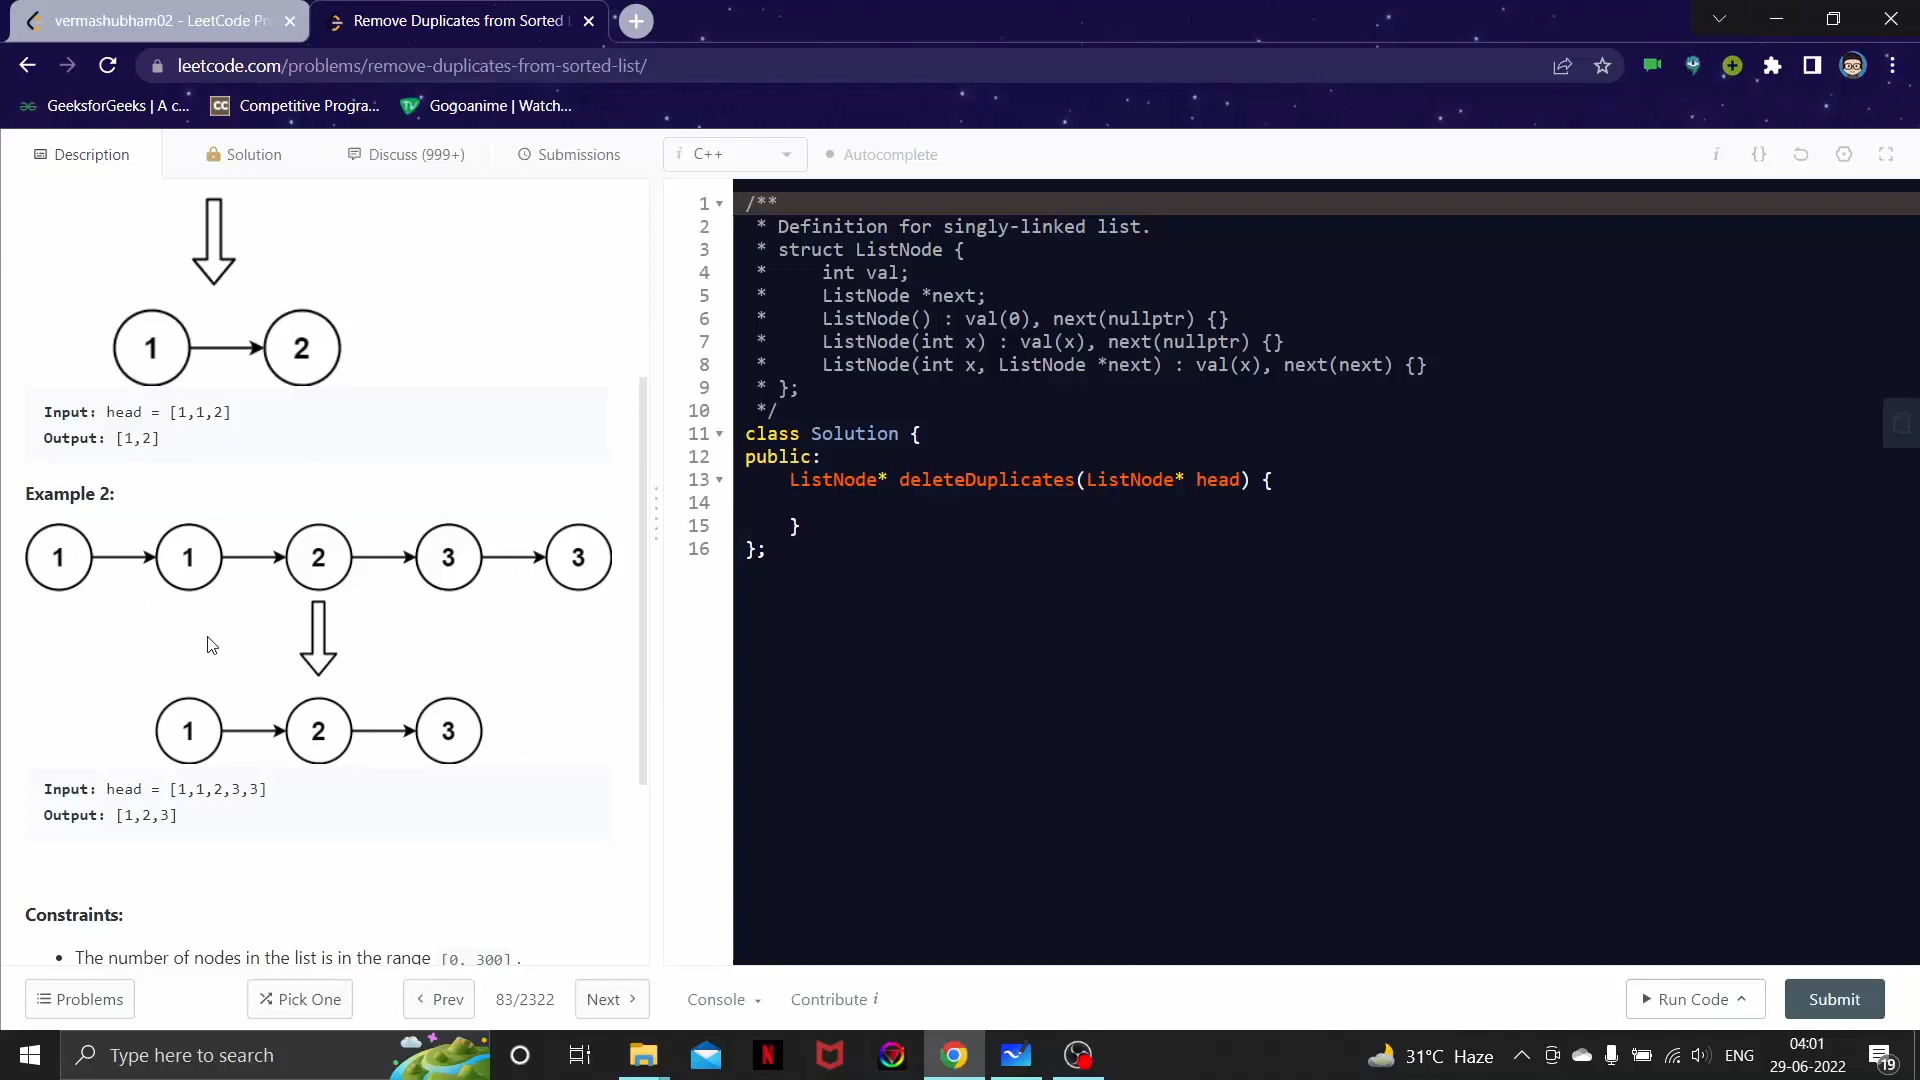 vermashubham02 - LeetCode Pr
Remove Duplicates from Sorted
leetcode.com/problems/remove-duplicates-from-sorted-list/
GeeksforGeeks | A c...
CC
Competitive Progra...
Gogoanime | Watch...
Description
Solution
Discuss (999+)
Submissions
i C++
Autocomplete
i {}
1 2
Input: head = [1,1,2]
Output: [1,2]
Example 2:
1 1 2 3 3
1 2 3
Input: head = [1,1,2,3,3]
Output: [1,2,3]
Constraints:
• The number of nodes in the list is in the range [0, 300].
1 /**
2 * Definition for singly-linked list.
3 * struct ListNode {
4 *     int val;
5 *     ListNode *next;
6 *     ListNode() : val(0), next(nullptr) {}
7 *     ListNode(int x) : val(x), next(nullptr) {}
8 *     ListNode(int x, ListNode *next) : val(x), next(next) {}
9 * };
10 */
11 class Solution {
12 public:
13     ListNode* deleteDuplicates(ListNode* head) {
14
15     }
16 };
Problems
Pick One
< Prev
83/2322
Next >
Console
Contribute i
Run Code
Submit
Type here to search
N
31°C Haze
ENG
04:01
29-06-2022
19